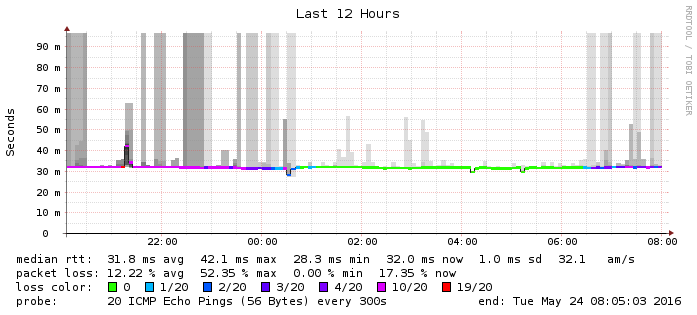 Last 12 Hours
RRDTOOL / TOBI OETIKER
Seconds
90 m
80 m
70 m
60 m
50 m
40 m
30 m
20 m
10 m
0
22:00 00:00 02:00 04:00 06:00 08:00
median rtt: 31.8 ms avg 42.1 ms max 28.3 ms min 32.0 ms now 1.0 ms sd 32.1 am/s
packet loss: 12.22 % avg 52.35 % max 0.00 % min 17.35 % now
loss color: 0 1/20 2/20 3/20 4/20 10/20 19/20
probe: 20 ICMP Echo Pings (56 Bytes) every 300s end: Tue May 24 08:05:03 2016